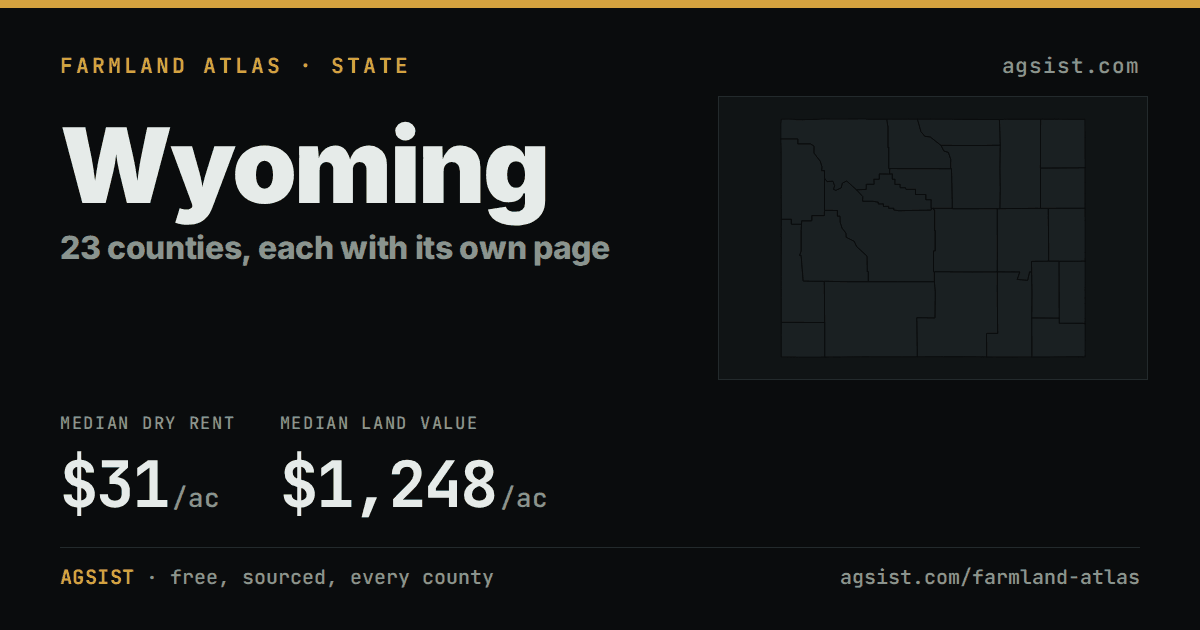 FARMLAND ATLAS · STATE
agsist.com
Wyoming
23 counties, each with its own page
MEDIAN DRY RENT
MEDIAN LAND VALUE
$31/ac
$1,248/ac
AGSIST · free, sourced, every county
agsist.com/farmland-atlas